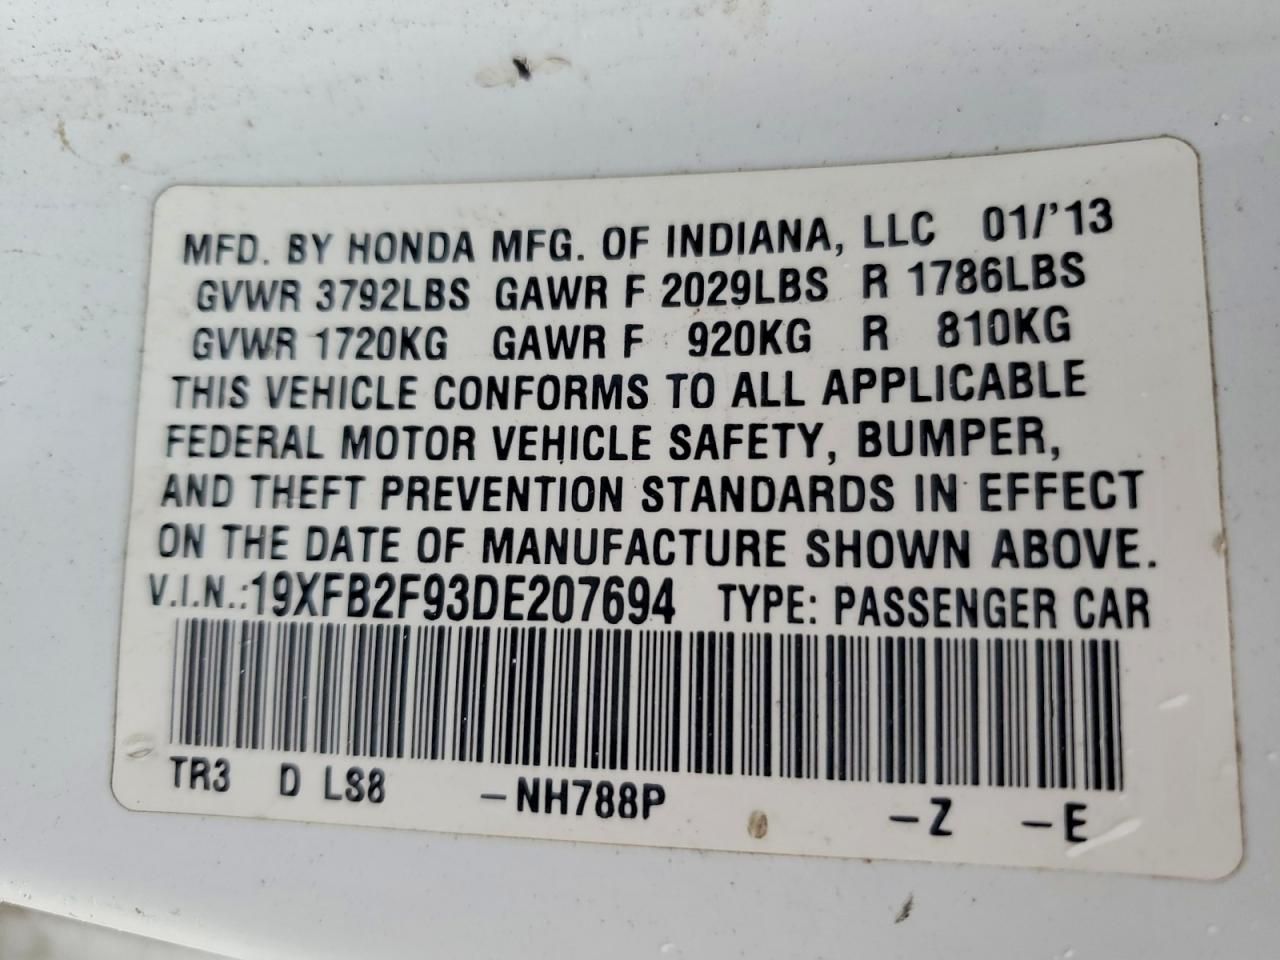 MFD. BY HONDA MFG. OF INDIANA, LLC 01/'13
GVWR 3792LBS GAWR F 2029LBS R 1786LBS
GVWR 1720KG GAWR F 920KG R 810KG
THIS VEHICLE CONFORMS TO ALL APPLICABLE
FEDERAL MOTOR VEHICLE SAFETY, BUMPER,
AND THEFT PREVENTION STANDARDS IN EFFECT
ON THE DATE OF MANUFACTURE SHOWN ABOVE.
V.I.N.:19XFB2F93DE207694 TYPE: PASSENGER CAR
TR3 D LS8 -NH788P -Z -E